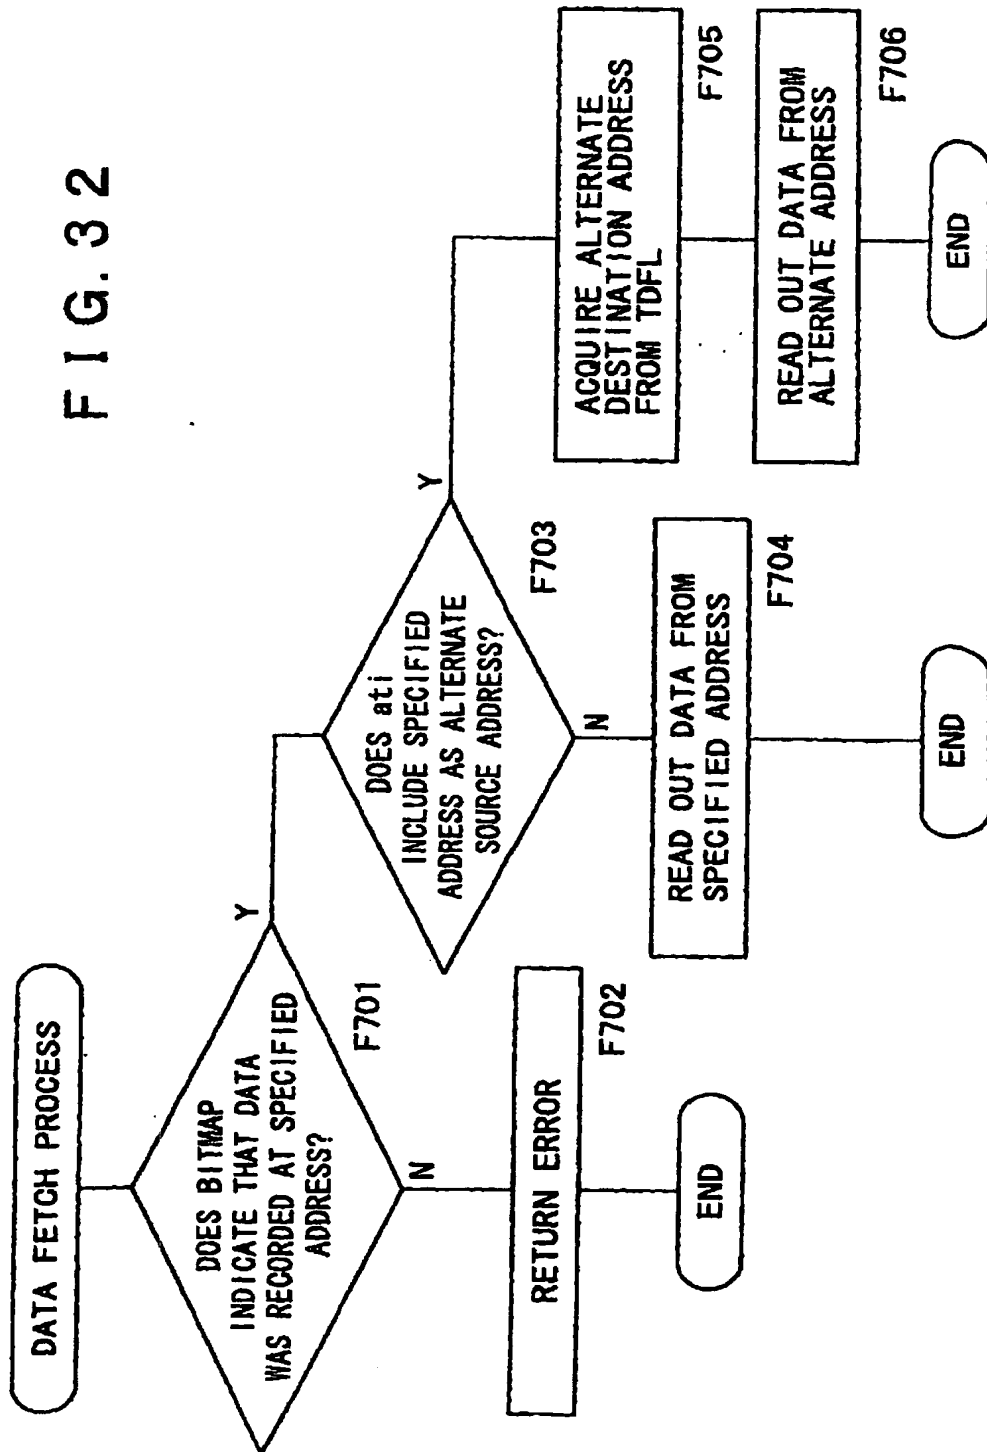 FIG. 32
DATA FETCH PROCESS
DOES BITMAP
INDICATE THAT DATA
WAS RECORDED AT SPECIFIED
ADDRESS?
Y
F701
N
RETURN ERROR
F702
END
DOES ati
INCLUDE SPECIFIED
ADDRESS AS ALTERNATE
SOURCE ADDRESS?
Y
F703
N
READ OUT DATA FROM
SPECIFIED ADDRESS
F704
END
ACQUIRE ALTERNATE
DESTINATION ADDRESS
FROM TDFL
F705
READ OUT DATA FROM
ALTERNATE ADDRESS
F706
END